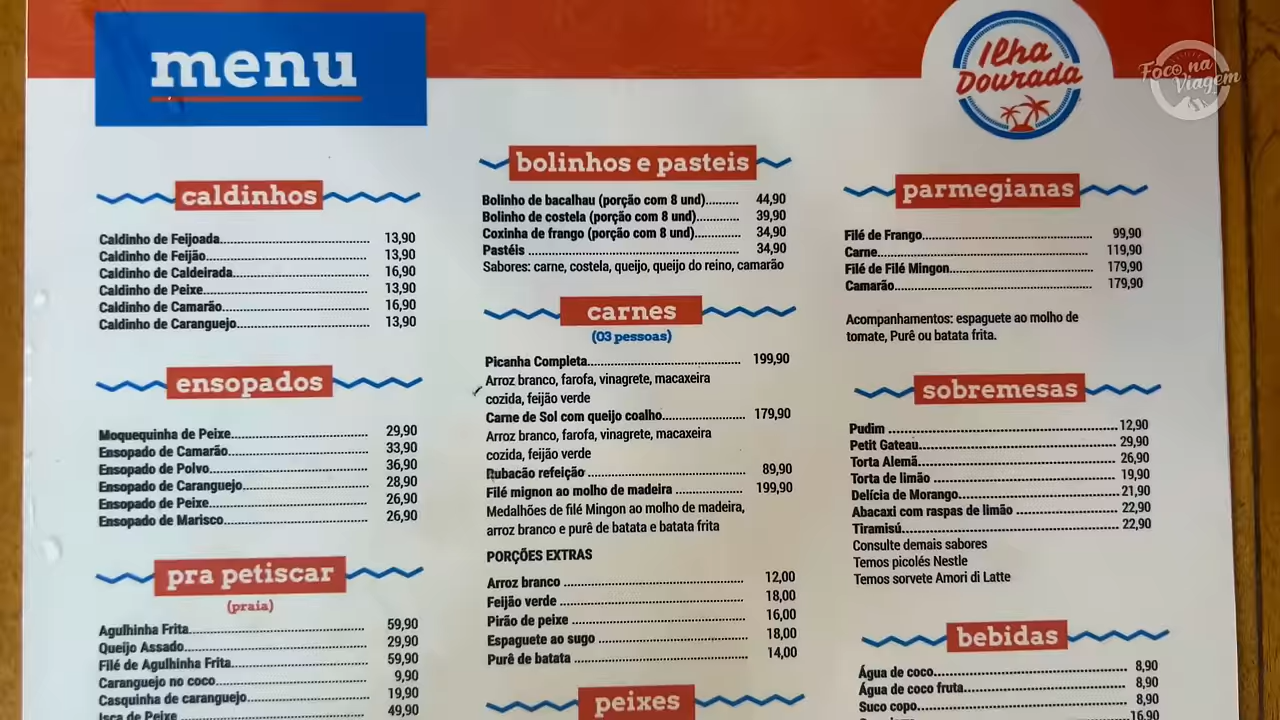 menu
Ilha
Dourada
Foco na
Viagem
caldinhos
Caldinho de Feijoada 13,90
Caldinho de Feijão 13,90
Caldinho de Caldeirada 16,90
Caldinho de Peixe 13,90
Caldinho de Camarão 16,90
Caldinho de Caranguejo 13,90
ensopados
Moquequinha de Peixe 29,90
Ensopado de Camarão 33,90
Ensopado de Polvo 36,90
Ensopado de Caranguejo 28,90
Ensopado de Peixe 26,90
Ensopado de Marisco 26,90
pra petiscar
(praia)
Agulhinha Frita 59,90
Queijo Assado 29,90
Filé de Agulhinha Frita 59,90
Caranguejo no coco 9,90
Casquinha de caranguejo 19,90
Isca de Peixe 49,90
bolinhos e pasteis
Bolinho de bacalhau (porção com 8 und) 44,90
Bolinho de costela (porção com 8 und) 39,90
Coxinha de frango (porção com 8 und) 34,90
Pastéis 34,90
Sabores: carne, costela, queijo, queijo do reino, camarão
carnes
(03 pessoas)
Picanha Completa 199,90
Arroz branco, farofa, vinagrete, macaxeira
cozida, feijão verde
Carne de Sol com queijo coalho 179,90
Arroz branco, farofa, vinagrete, macaxeira
cozida, feijão verde
Rubacão refeição 89,90
Filé mignon ao molho de madeira 199,90
Medalhões de filé Mingon ao molho de madeira,
arroz branco e purê de batata e batata frita
PORÇÕES EXTRAS
Arroz branco 12,00
Feijão verde 18,00
Pirão de peixe 16,00
Espaguete ao sugo 18,00
Purê de batata 14,00
peixes
parmegianas
Filé de Frango 99,90
Carne 119,90
Filé de Filé Mingon 179,90
Camarão 179,90
Acompanhamentos: espaguete ao molho de
tomate, Purê ou batata frita.
sobremesas
Pudim 12,90
Petit Gateau 29,90
Torta Alemã 26,90
Torta de limão 19,90
Delícia de Morango 21,90
Abacaxi com raspas de limão 22,90
Tiramisú 22,90
Consulte demais sabores
Temos picolés Nestle
Temos sorvete Amori di Latte
bebidas
Água de coco 8,90
Água de coco fruta 8,90
Suco copo 8,90
16,90